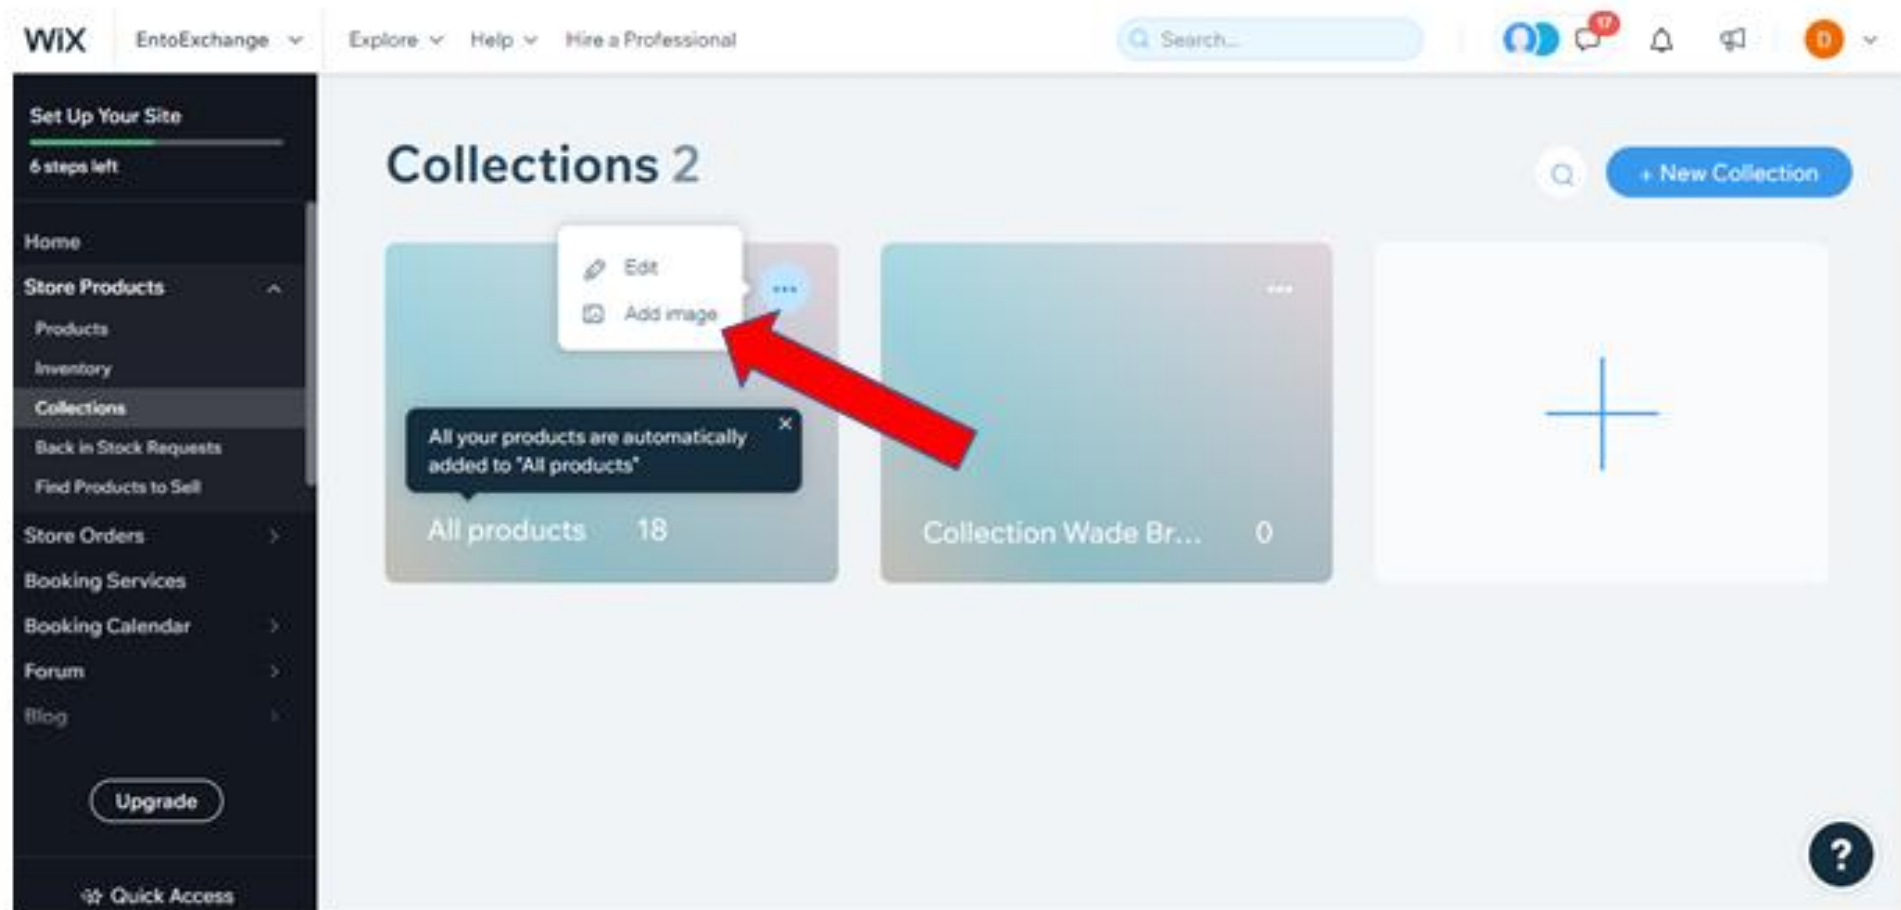 WiX EntoExchange Explore Help Hire a Professional Search... 17 D
Set Up Your Site
6 steps left
Home
Store Products
Products
Inventory
Collections
Back in Stock Requests
Find Products to Sell
Store Orders
Booking Services
Booking Calendar
Forum
Blog
Upgrade
Quick Access
Collections 2
+ New Collection
Edit
Add image
All your products are automatically
added to "All products"
All products 18
Collection Wade Br... 0
?